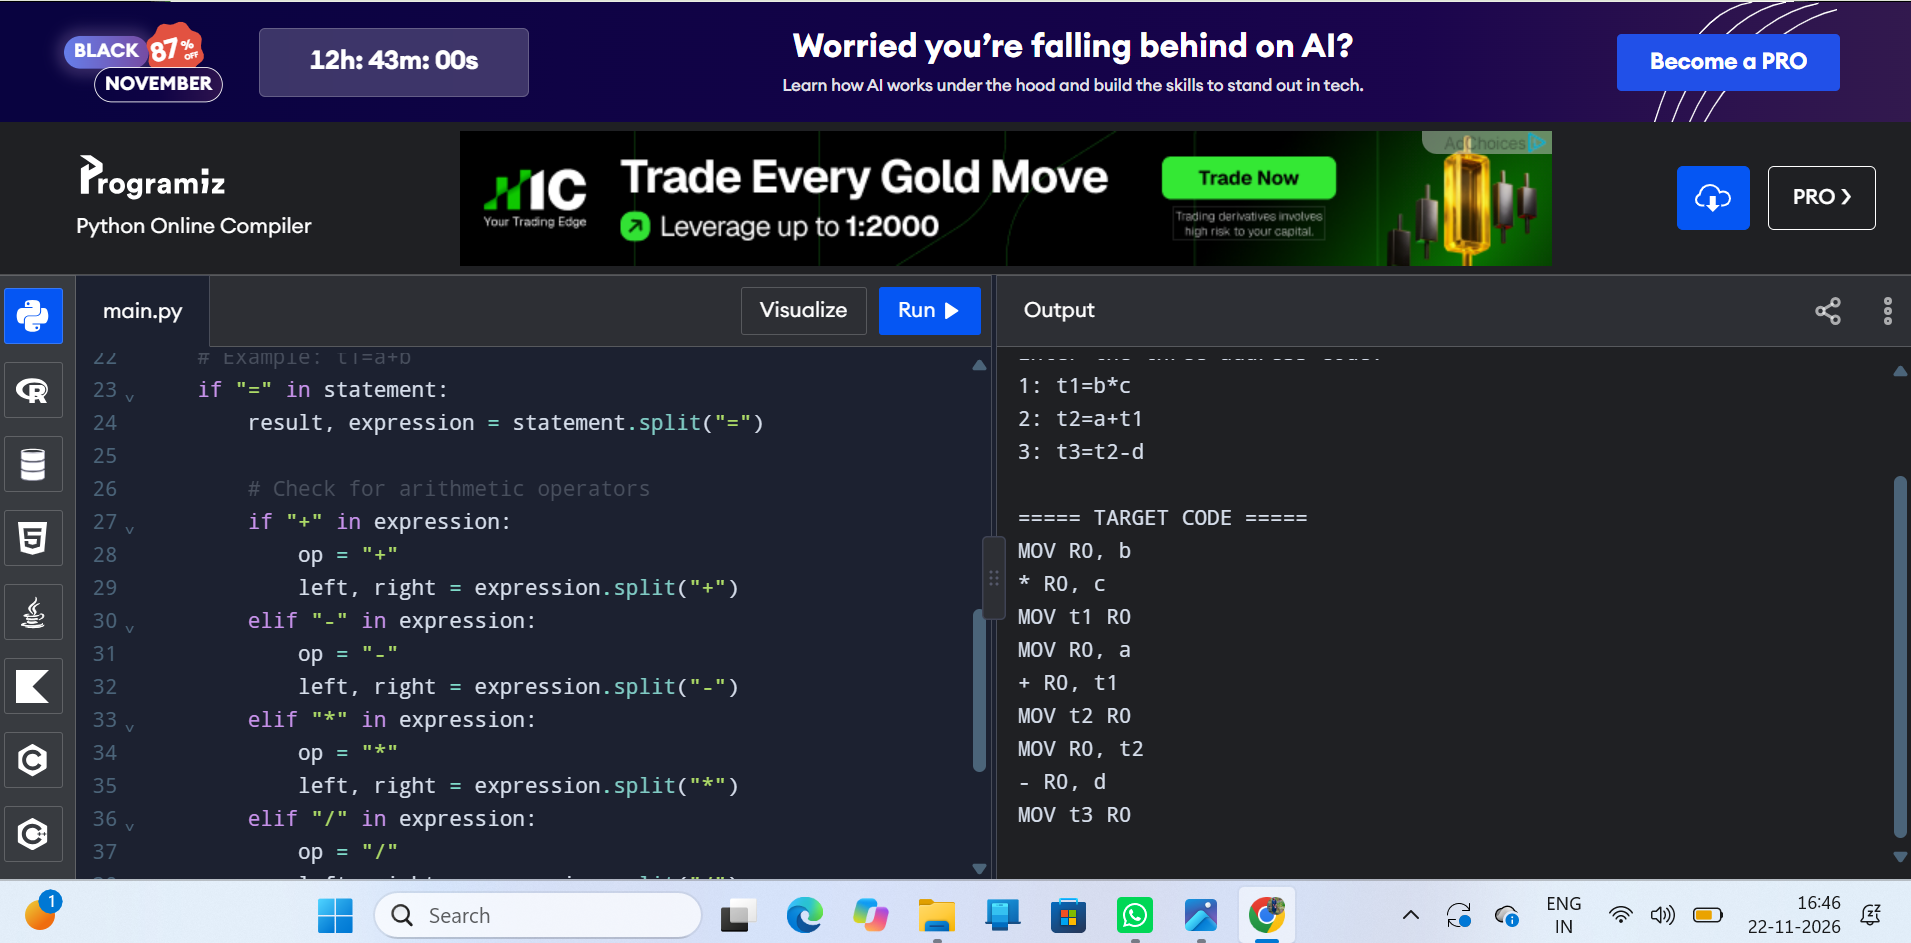 BLACK
87% OFF
NOVEMBER
12h: 43m: 00s
Worried you're falling behind on AI?
Learn how AI works under the hood and build the skills to stand out in tech.
Become a PRO
Programiz
Python Online Compiler
HIC
Your Trading Edge
Trade Every Gold Move
Leverage up to 1:2000
Trade Now
Trading derivatives involves
high risk to your capital.
AdChoices
PRO ❯
main.py
Visualize
Run
Output
22 # Example: t1=a+b
23 if "=" in statement:
24 result, expression = statement.split("=")
25
26 # Check for arithmetic operators
27 if "+" in expression:
28 op = "+"
29 left, right = expression.split("+")
30 elif "-" in expression:
31 op = "-"
32 left, right = expression.split("-")
33 elif "*" in expression:
34 op = "*"
35 left, right = expression.split("*")
36 elif "/" in expression:
37 op = "/"
1: t1=b*c
2: t2=a+t1
3: t3=t2-d
===== TARGET CODE =====
MOV R0, b
* R0, c
MOV t1 R0
MOV R0, a
+ R0, t1
MOV t2 R0
MOV R0, t2
- R0, d
MOV t3 R0
1
Search
ENG
IN
16:46
22-11-2026